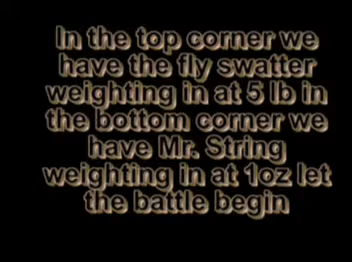 In the top corner we
have the fly swatter
weighting in at 5 lb in
the bottom corner we
have Mr. String
weighting in at 1oz let
the battle begin